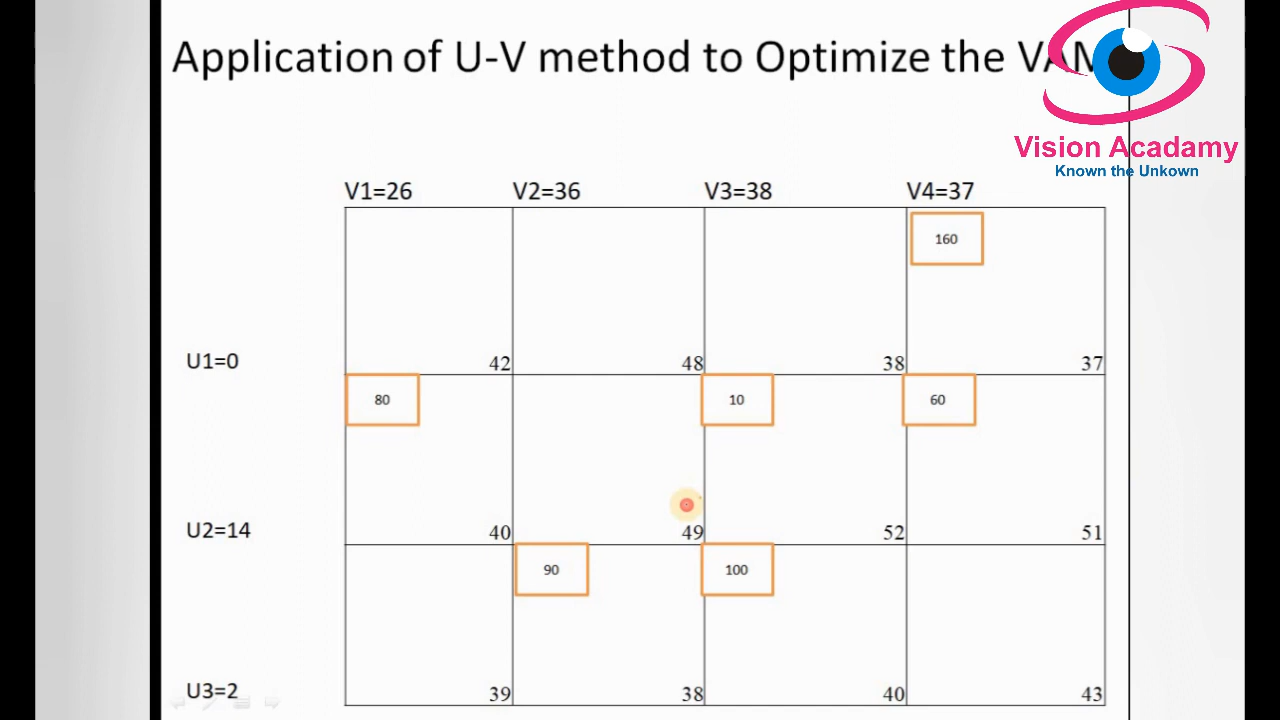 Application of U-V method to Optimize the VAM
Vision Acadamy
Known the Unkown
V1=26 V2=36 V3=38 V4=37
160
U1=0 42 48 38 37
80 10 60
U2=14 40 49 52 51
90 100
U3=2 39 38 40 43